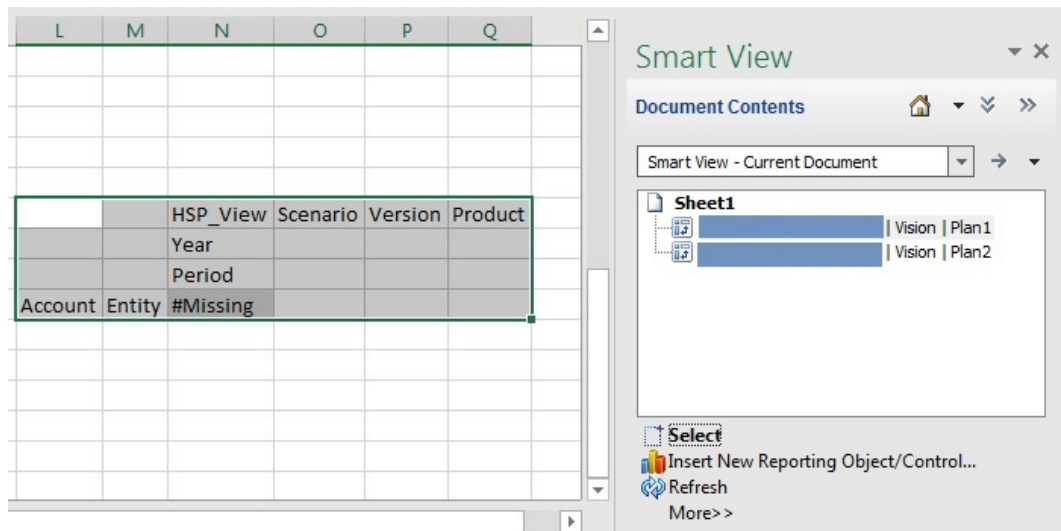 L M N O P Q
HSP_View Scenario Version Product
Year
Period
Account Entity #Missing
Smart View
Document Contents
Smart View - Current Document
Sheet1
| Vision | Plan1
| Vision | Plan2
Select
Insert New Reporting Object/Control...
Refresh
More>>